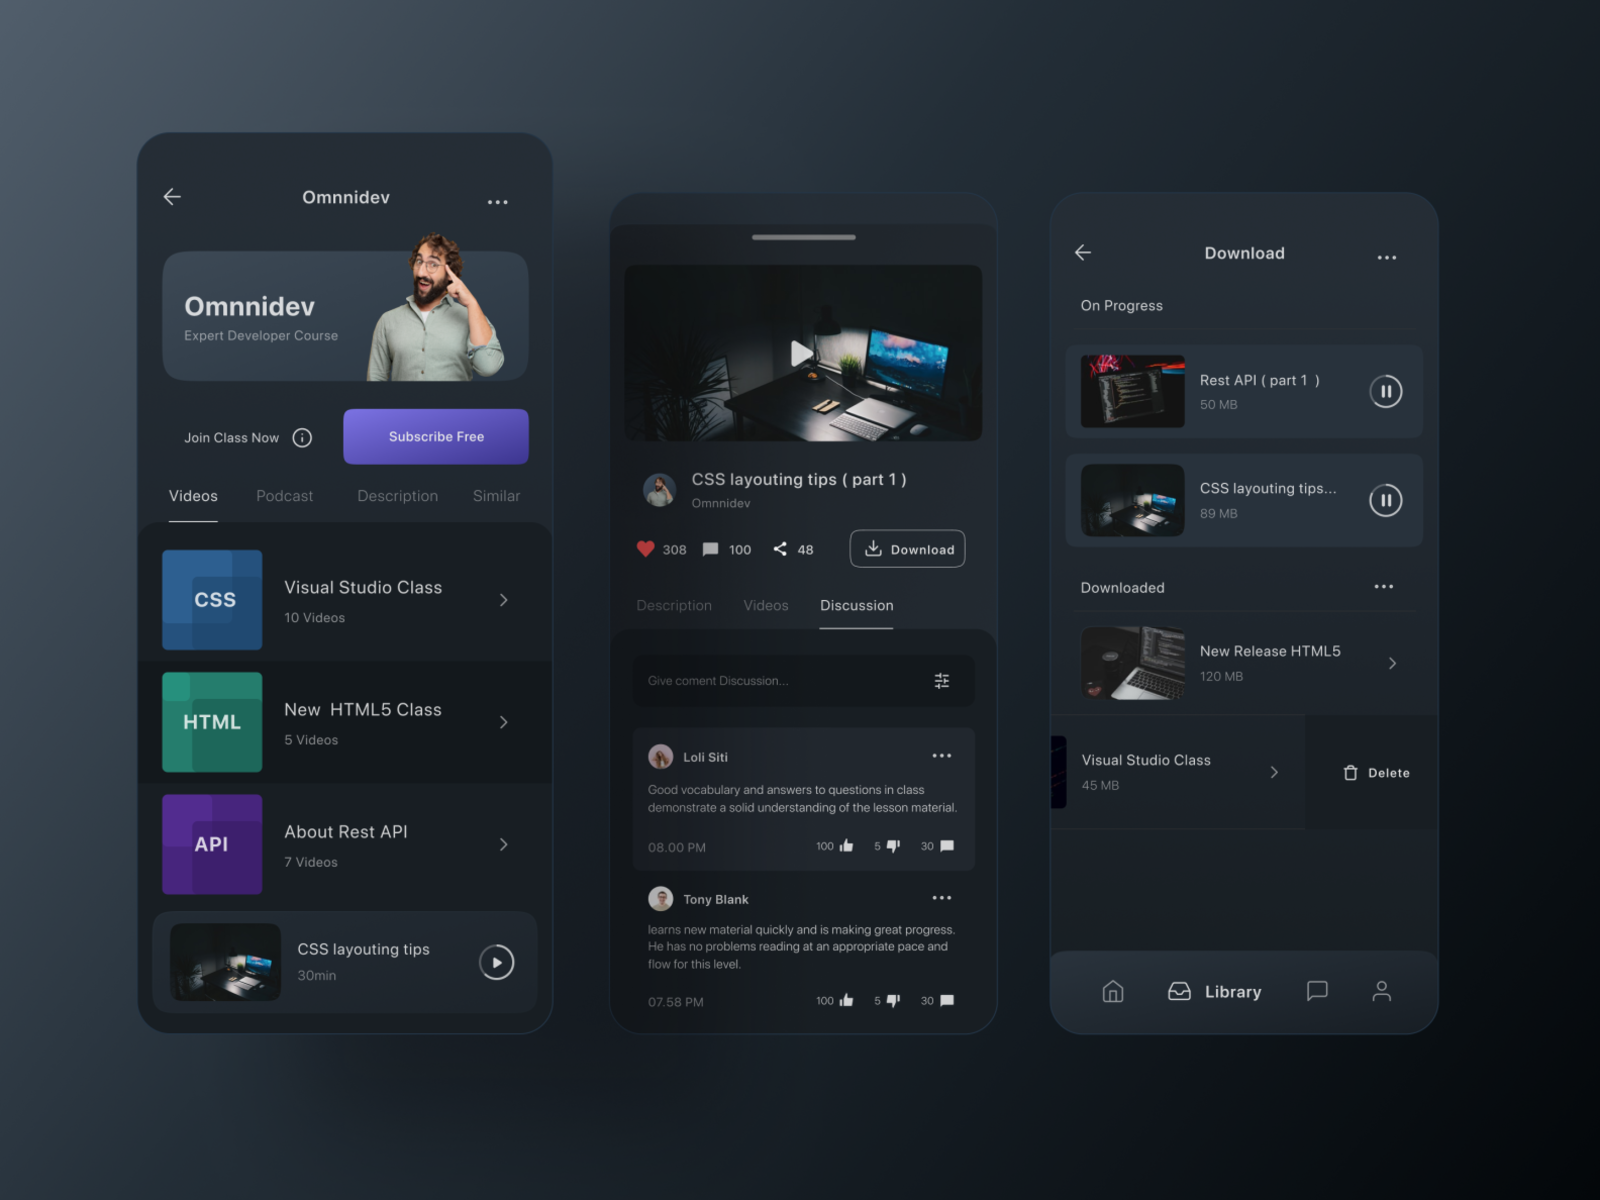 Omnnidev
Omnnidev
Expert Developer Course
Join Class Now
Subscribe Free
Videos Podcast Description Similar
CSS
Visual Studio Class
10 Videos
HTML
New HTML5 Class
5 Videos
API
About Rest API
7 Videos
CSS layouting tips
30min
CSS layouting tips ( part 1 )
Omnnidev
308 100 48 Download
Description Videos Discussion
Give coment Discussion...
Loli Siti
Good vocabulary and answers to questions in class
demonstrate a solid understanding of the lesson material.
08.00 PM 100 5 30
Tony Blank
learns new material quickly and is making great progress.
He has no problems reading at an appropriate pace and
flow for this level.
07.58 PM 100 5 30
Download
On Progress
Rest API ( part 1 )
50 MB
CSS layouting tips...
89 MB
Downloaded
New Release HTML5
120 MB
Visual Studio Class
45 MB
Delete
Library